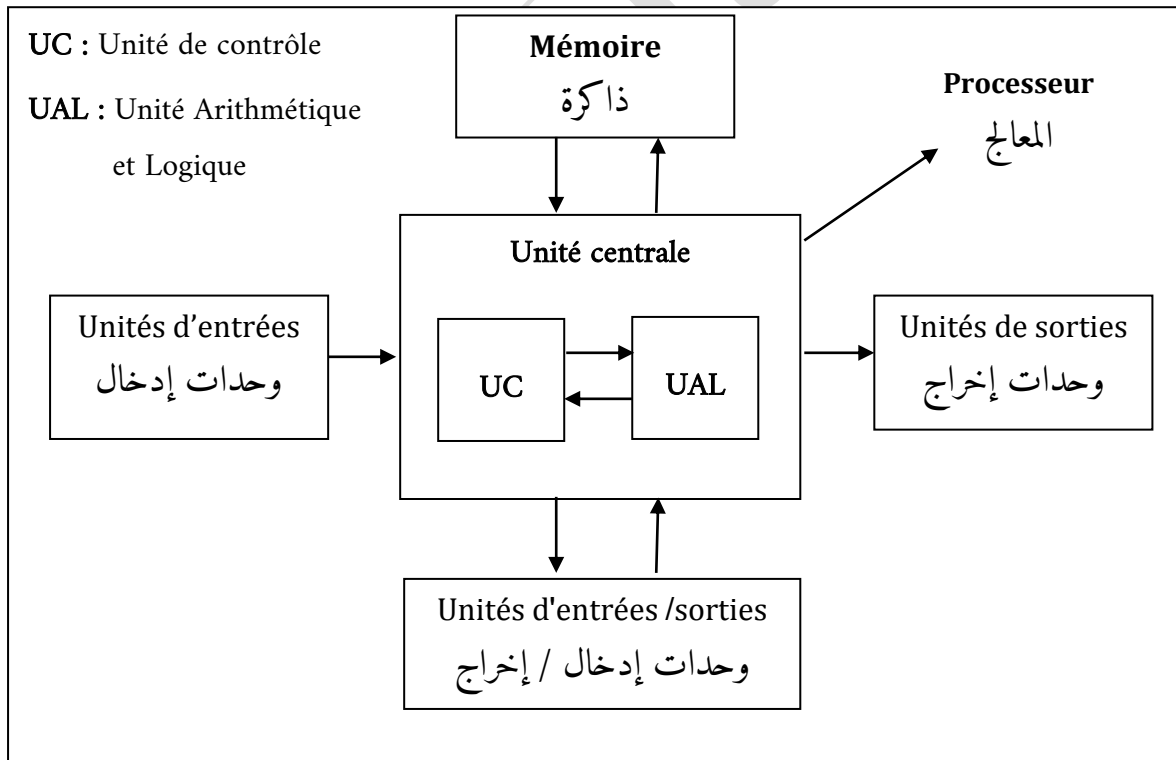 UC : Unité de contrôle
UAL : Unité Arithmétique
et Logique
Mémoire
ذاكرة
Processeur
المعالج
Unité centrale
Unités d’entrées
وحدات إدخال
UC
UAL
Unités de sorties
وحدات إخراج
Unités d'entrées /sorties
وحدات إدخال / إخراج